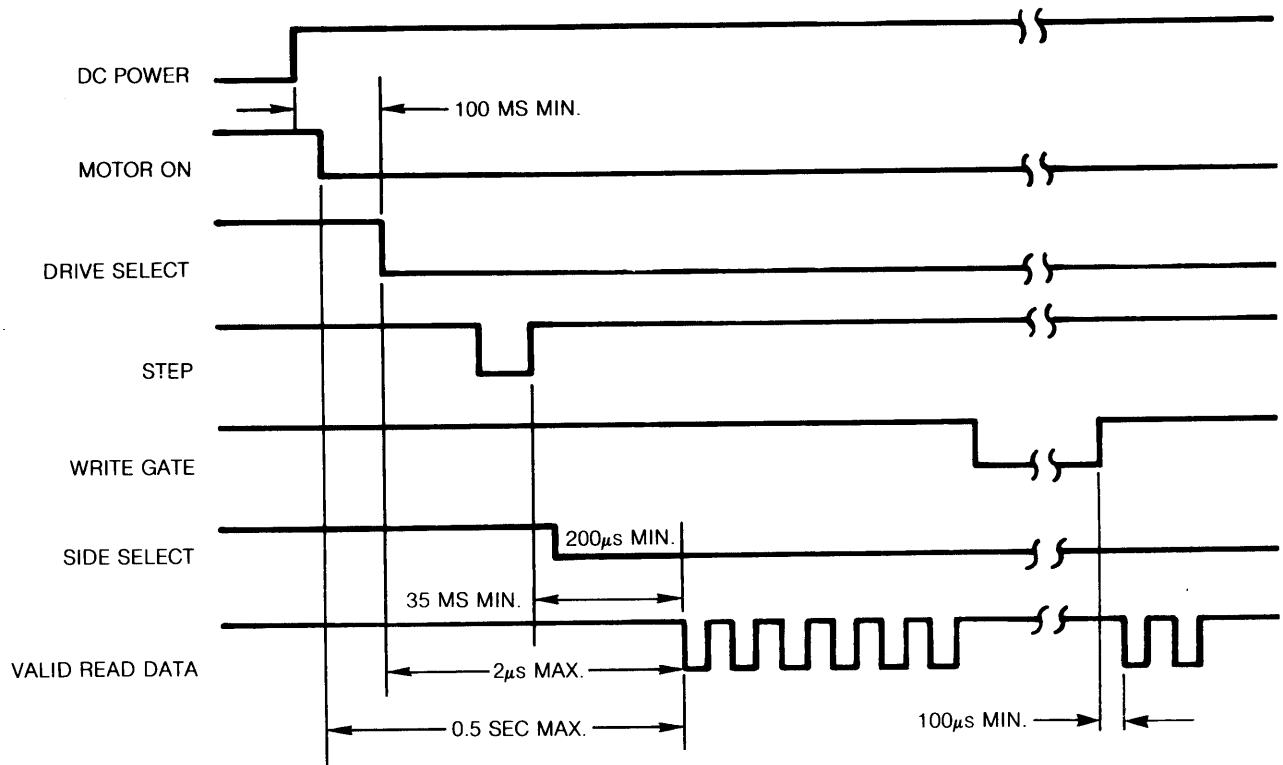 DC POWER
100 MS MIN.
MOTOR ON
DRIVE SELECT
STEP
WRITE GATE
200μs MIN.
SIDE SELECT
35 MS MIN.
VALID READ DATA
2μs MAX.
100μs MIN.
0.5 SEC MAX.